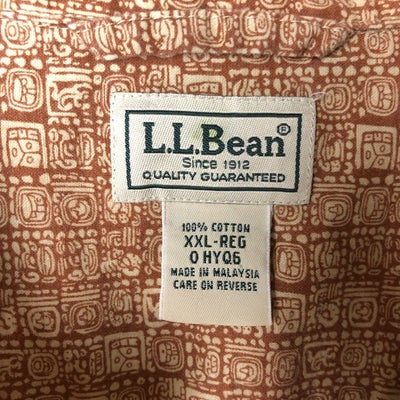 L.L.Bean®
Since 1912
QUALITY GUARANTEED
100% COTTON
XXL-REG
0 HYQ6
MADE IN MALAYSIA
CARE ON REVERSE